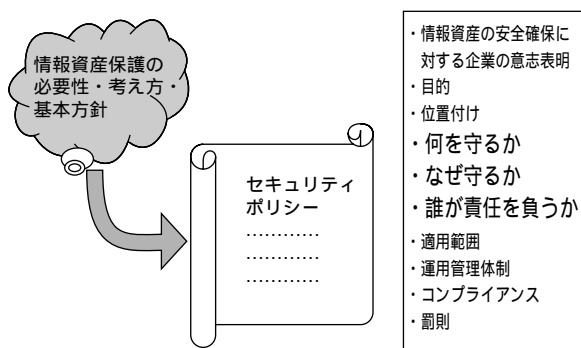 情報資産保護の
必要性・考え方・
基本方針
セキュリティ
ポリシー
…………
…………
…………
・情報資産の安全確保に
対する企業の意志表明
・目的
・位置付け
・何を守るか
・なぜ守るか
・誰が責任を負うか
・適用範囲
・運用管理体制
・コンプライアンス
・罰則